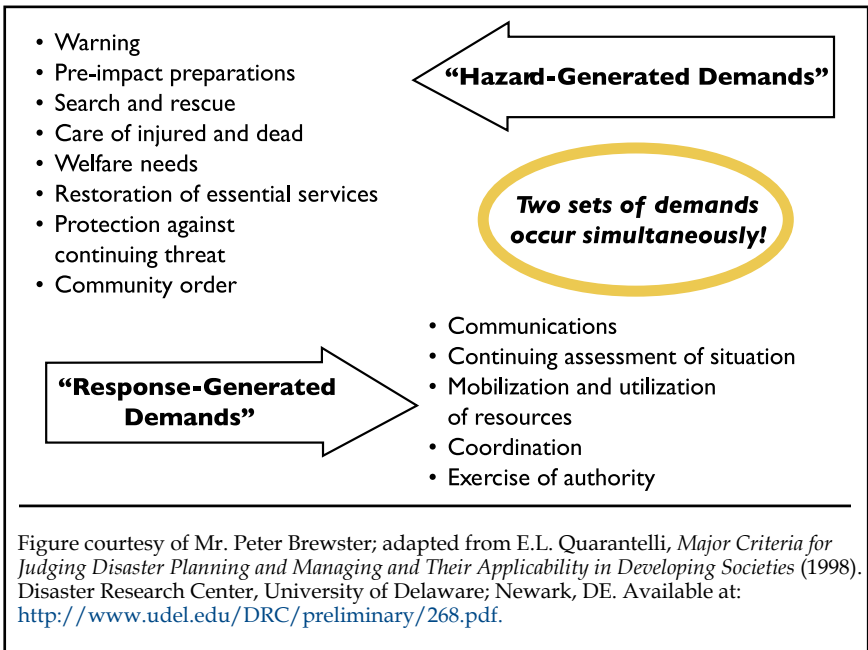 • Warning
• Pre-impact preparations
• Search and rescue
• Care of injured and dead
• Welfare needs
• Restoration of essential services
• Protection against
continuing threat
• Community order
“Hazard-Generated Demands”
Two sets of demands
occur simultaneously!
“Response-Generated
Demands”
• Communications
• Continuing assessment of situation
• Mobilization and utilization
of resources
• Coordination
• Exercise of authority
Figure courtesy of Mr. Peter Brewster; adapted from E.L. Quarantelli, Major Criteria for
Judging Disaster Planning and Managing and Their Applicability in Developing Societies (1998).
Disaster Research Center, University of Delaware; Newark, DE. Available at:
http://www.udel.edu/DRC/preliminary/268.pdf.